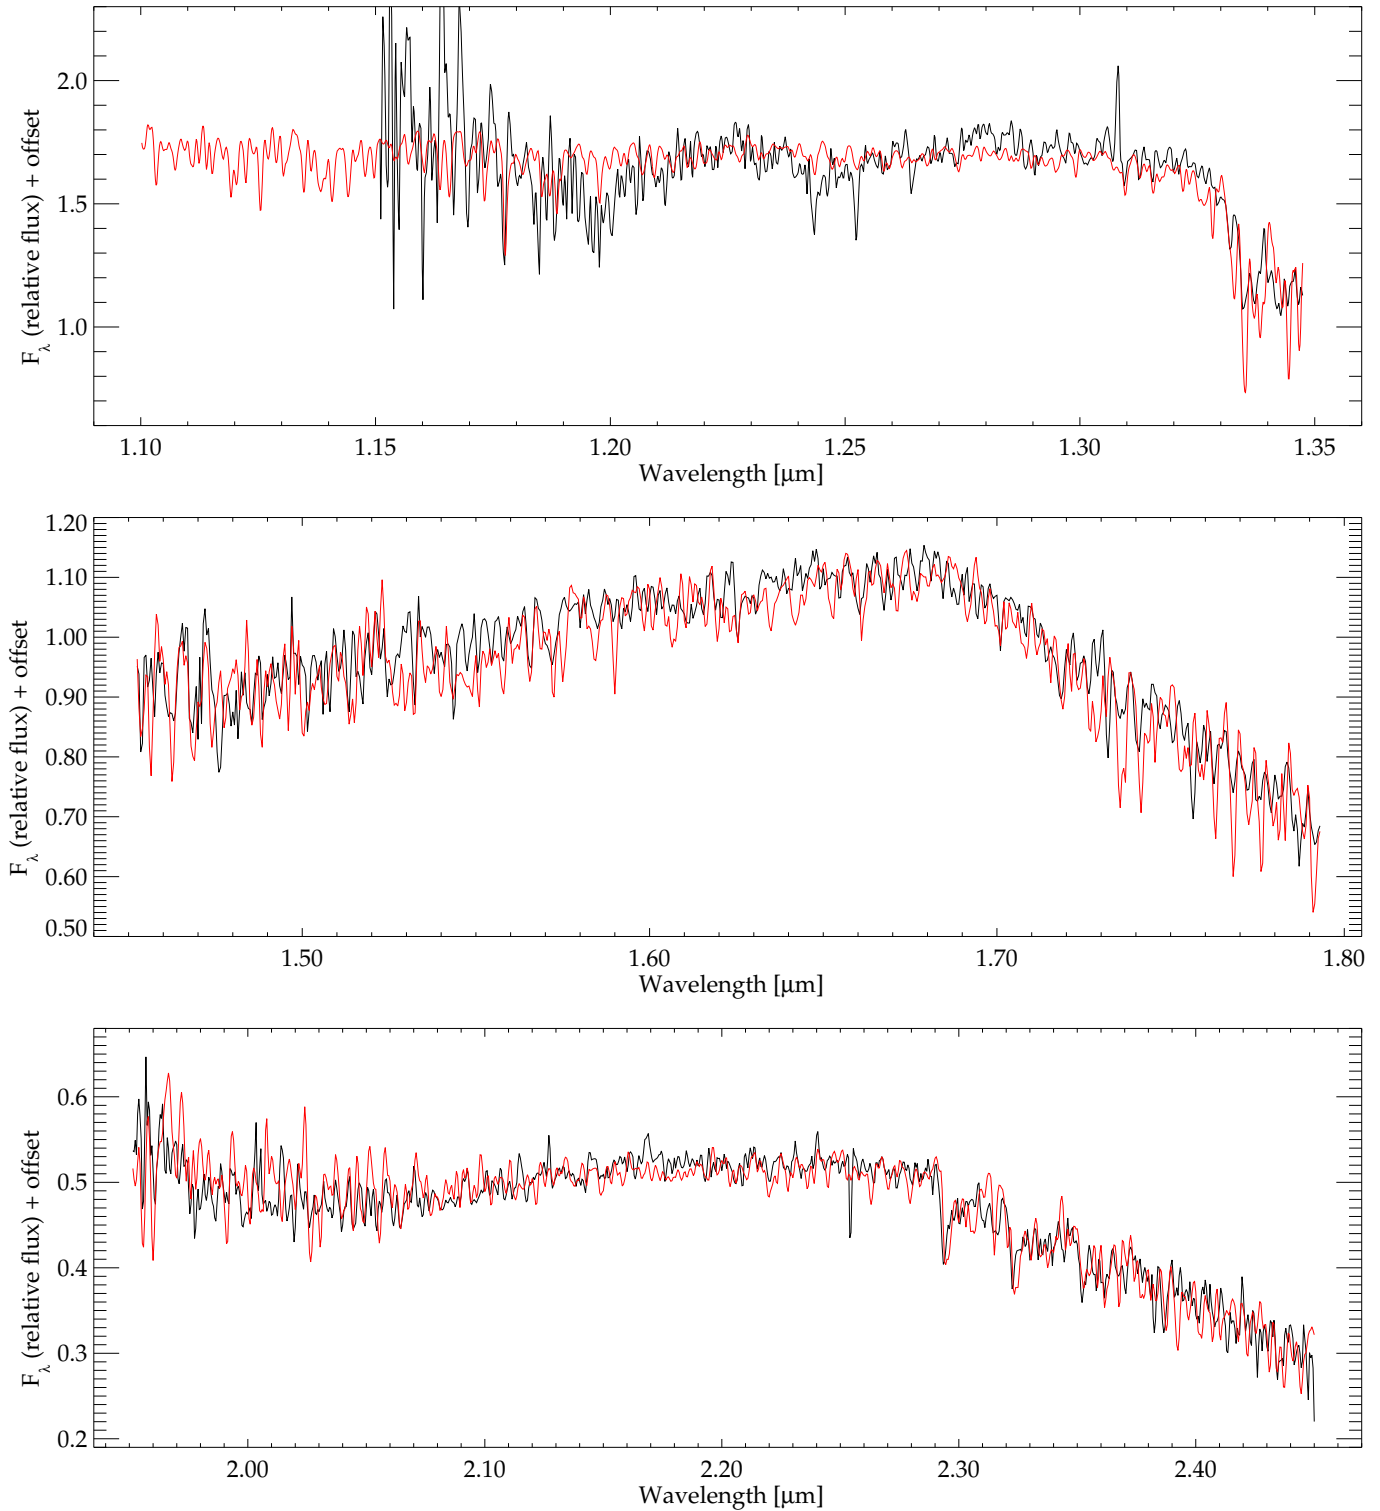 F_λ (relative flux) + offset
2.0
1.5
1.0
1.10 1.15 1.20 1.25 1.30 1.35
Wavelength [μm]
F_λ (relative flux) + offset
1.20
1.10
1.00
0.90
0.80
0.70
0.60
0.50
1.50 1.60 1.70 1.80
Wavelength [μm]
F_λ (relative flux) + offset
0.6
0.5
0.4
0.3
0.2
2.00 2.10 2.20 2.30 2.40
Wavelength [μm]